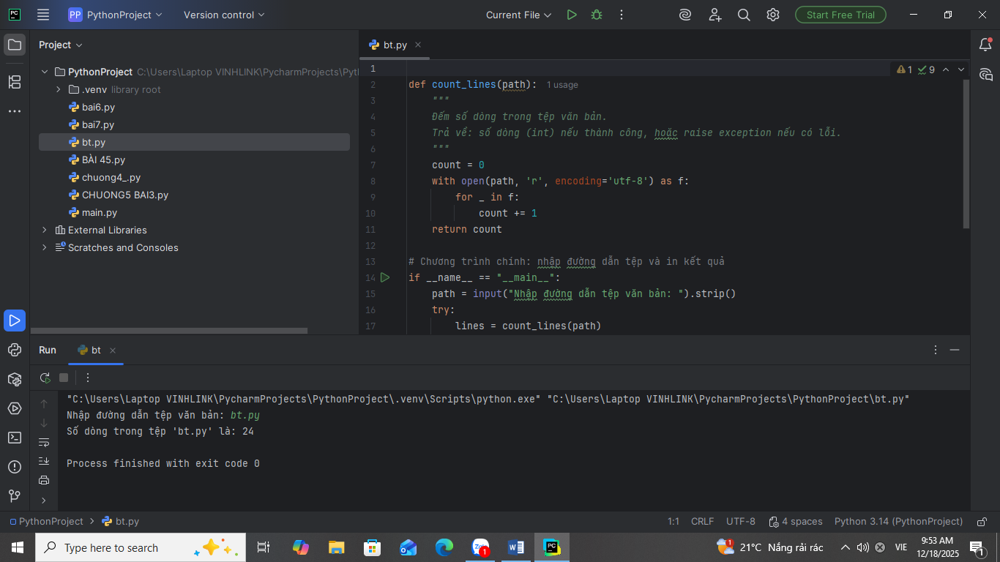 PC
PP PythonProject
Version control
Current File
Start Free Trial
Project
PythonProject C:\Users\Laptop VINHLINK\PycharmProjects\Pyt
.venv library root
bai6.py
bai7.py
bt.py
BÀI 45.py
chuong4_.py
CHUONG5 BAI3.py
main.py
External Libraries
Scratches and Consoles
bt.py
1 9
1
2 def count_lines(path): 1 usage
3 """
4 Đếm số dòng trong tệp văn bản.
5 Trả về: số dòng (int) nếu thành công, hoặc raise exception nếu có lỗi.
6 """
7 count = 0
8 with open(path, 'r', encoding='utf-8') as f:
9 for _ in f:
10 count += 1
11 return count
12
13 # Chương trình chính: nhập đường dẫn tệp và in kết quả
14 if __name__ == "__main__":
15 path = input("Nhập đường dẫn tệp văn bản: ").strip()
16 try:
17 lines = count_lines(path)
Run bt
"C:\Users\Laptop VINHLINK\PycharmProjects\PythonProject\.venv\Scripts\python.exe" "C:\Users\Laptop VINHLINK\PycharmProjects\PythonProject\bt.py"
Nhập đường dẫn tệp văn bản: bt.py
Số dòng trong tệp 'bt.py' là: 24
Process finished with exit code 0
PythonProject > bt.py
1:1 CRLF UTF-8 4 spaces Python 3.14 (PythonProject)
Type here to search
Zalo 1
W
PC
1
21°C Nắng rải rác
VIE
9:53 AM
12/18/2025
1